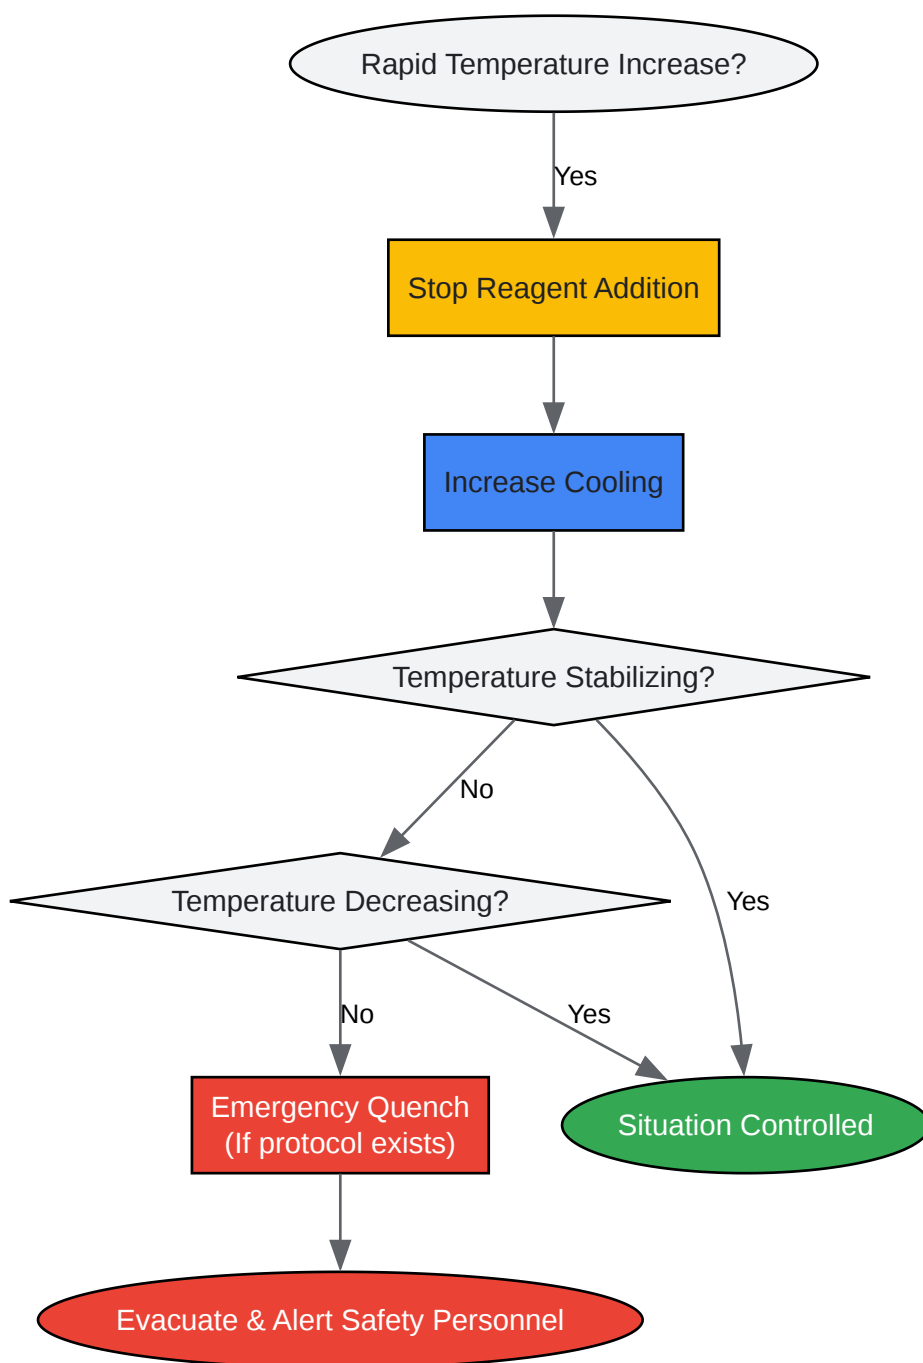 Rapid Temperature Increase?
Yes
Stop Reagent Addition
Increase Cooling
Temperature Stabilizing?
No
Temperature Decreasing?
Yes
No
Yes
Emergency Quench
(If protocol exists)
Situation Controlled
Evacuate & Alert Safety Personnel